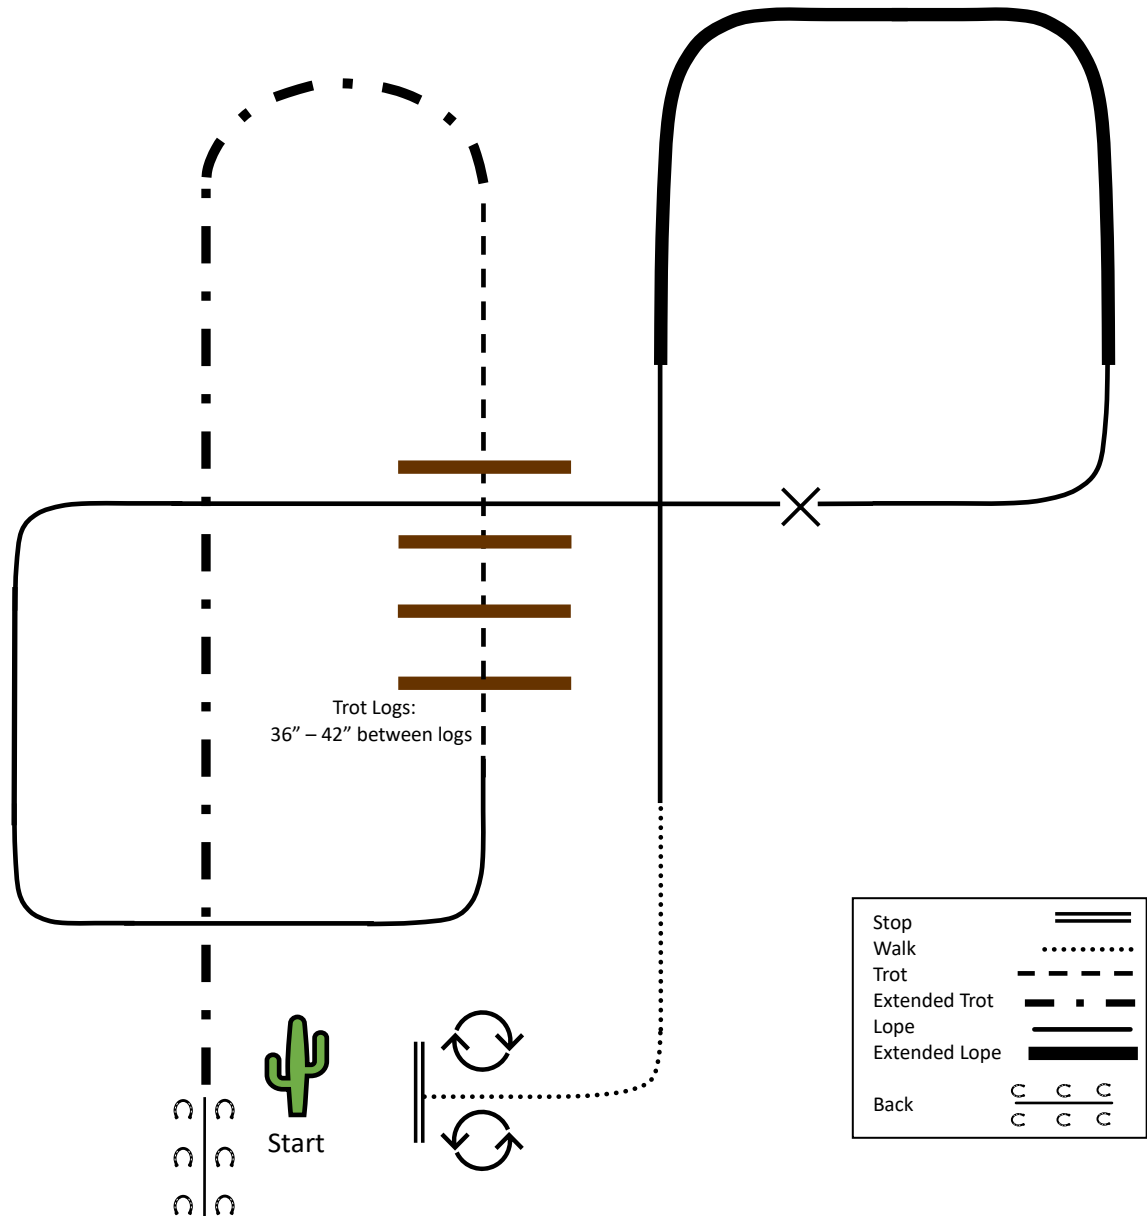 Trot Logs:
36” – 42” between logs
Start
Stop
Walk
Trot
Extended Trot
Lope
Extended Lope
Back